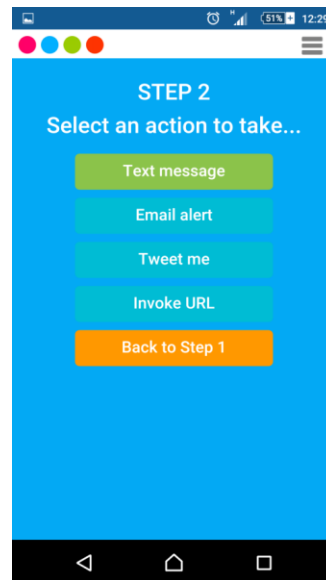 H 51% 12:29
STEP 2
Select an action to take...
Text message
Email alert
Tweet me
Invoke URL
Back to Step 1